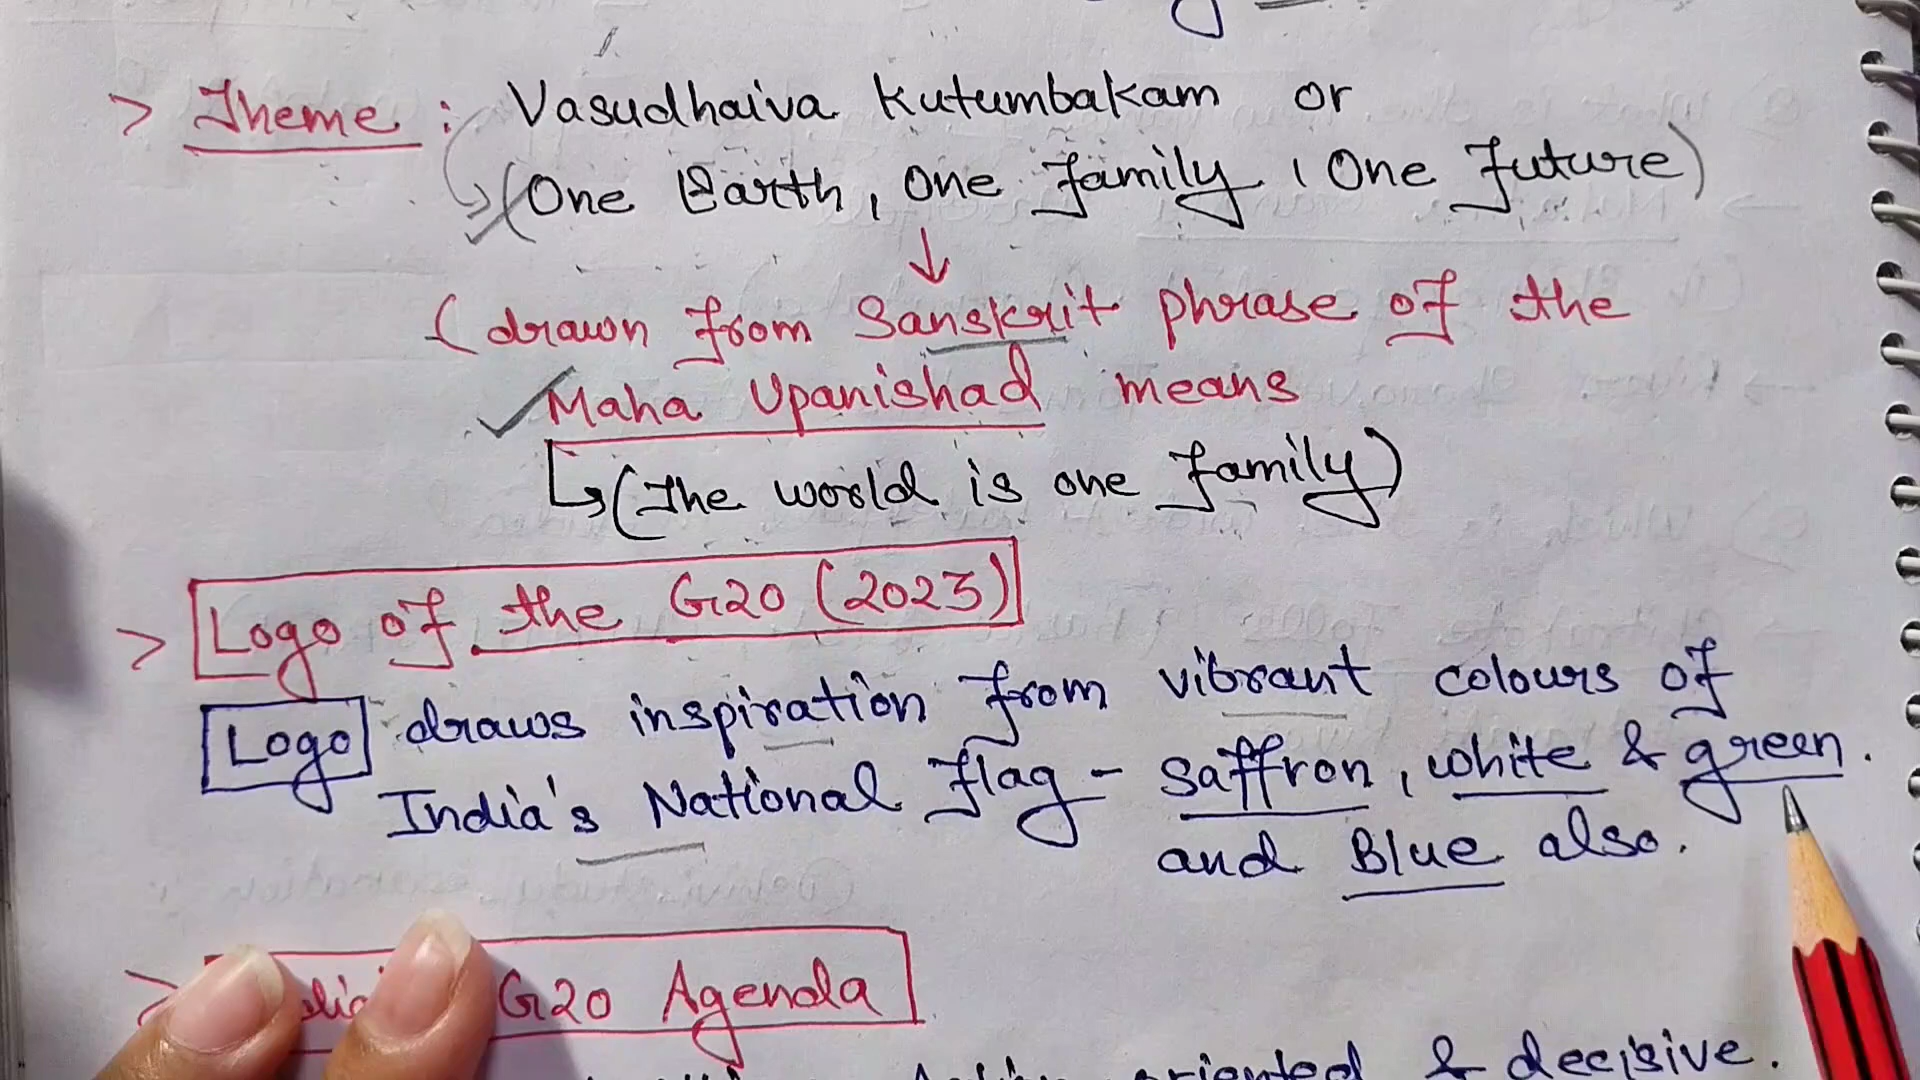 > Theme : Vasudhaiva Kutumbakam or
(One Earth, One Family, One Future)
(drawn from Sanskrit phrase of the
Maha Upanishad means
(The world is one family)
> Logo of the G20 (2023)
Logo draws inspiration from vibrant colours of
India's National Flag - saffron, white & green.
and Blue also.
> G20 Agenda
oriented & decisive.